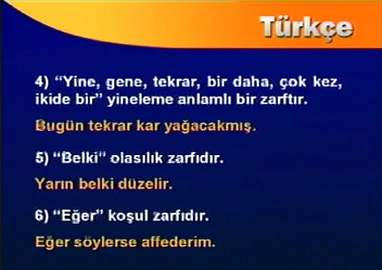 Türkçe
4) “Yine, gene, tekrar, bir daha, çok kez,
ikide bir” yineleme anlamlı bir zarftır.
Bugün tekrar kar yağacakmış.
5) “Belki” olasılık zarfıdır.
Yarın belki düzelir.
6) “Eğer” koşul zarfıdır.
Eğer söylerse affederim.